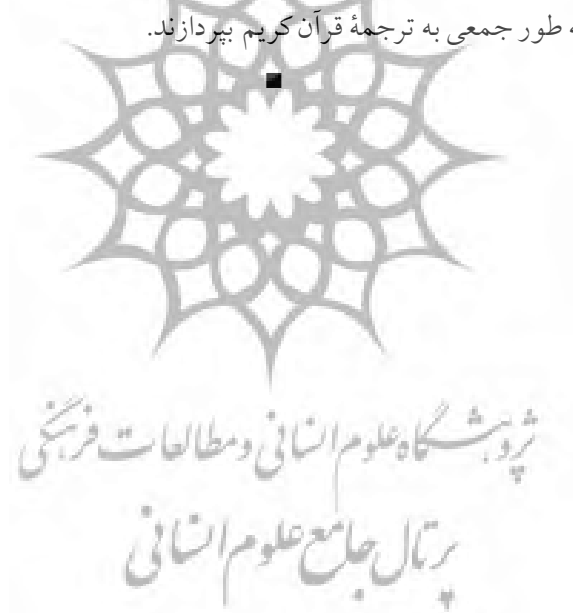 طور جمعی به ترجمهٔ قرآن کریم بپردازند.
پژوهشگاه علوم انسانی و مطالعات فرهنگی
پرتال جامع علوم انسانی